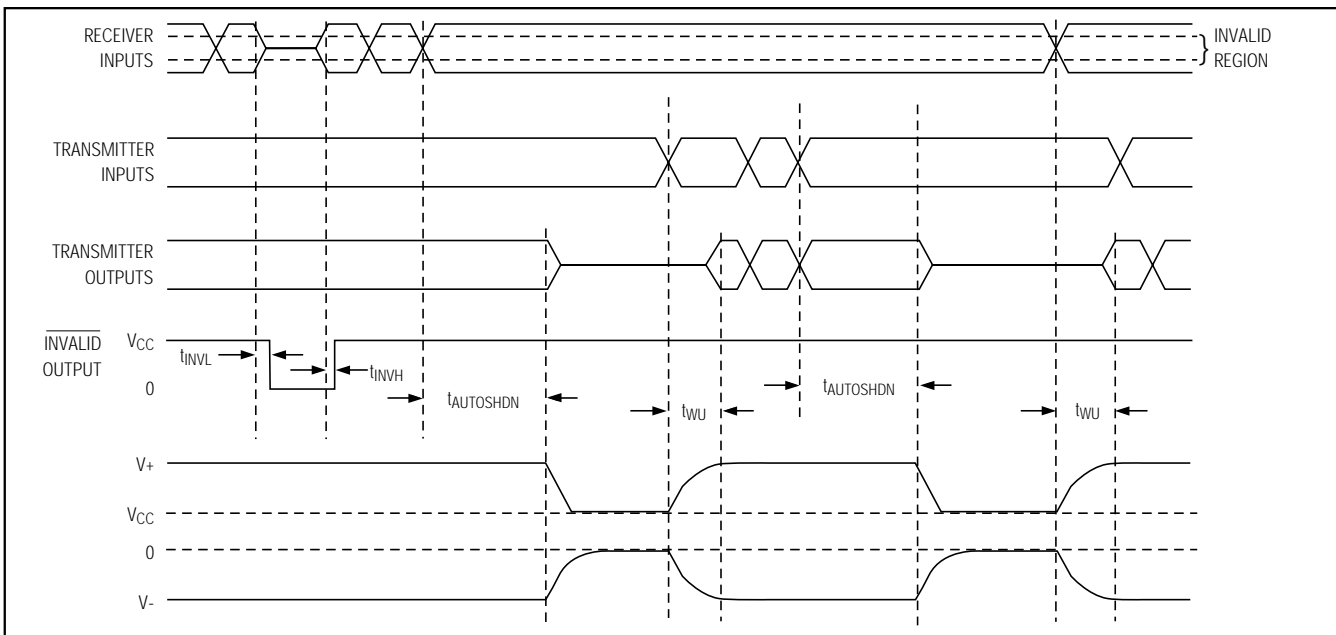 RECEIVER
INPUTS
INVALID
REGION
TRANSMITTER
INPUTS
TRANSMITTER
OUTPUTS
INVALID
OUTPUT
VCC
0
tINVL
tINVH
tAUTOSHDN
tWU
tAUTOSHDN
tWU
V+
VCC
0
V-